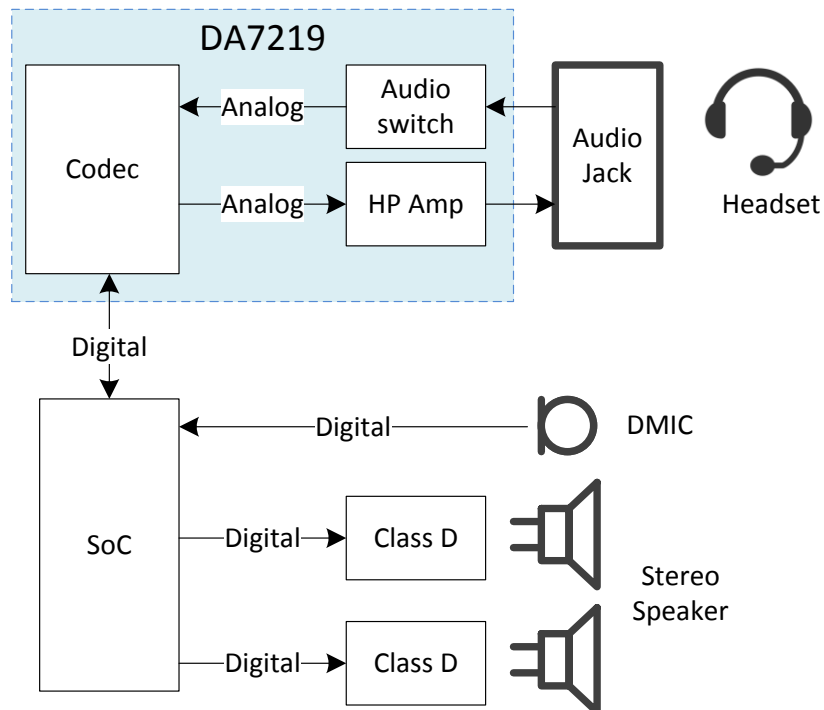 DA7219
Codec
Analog
Audio
switch
Analog
HP Amp
Audio
Jack
Headset
Digital
SoC
Digital
DMIC
Digital
Class D
Stereo
Speaker
Digital
Class D